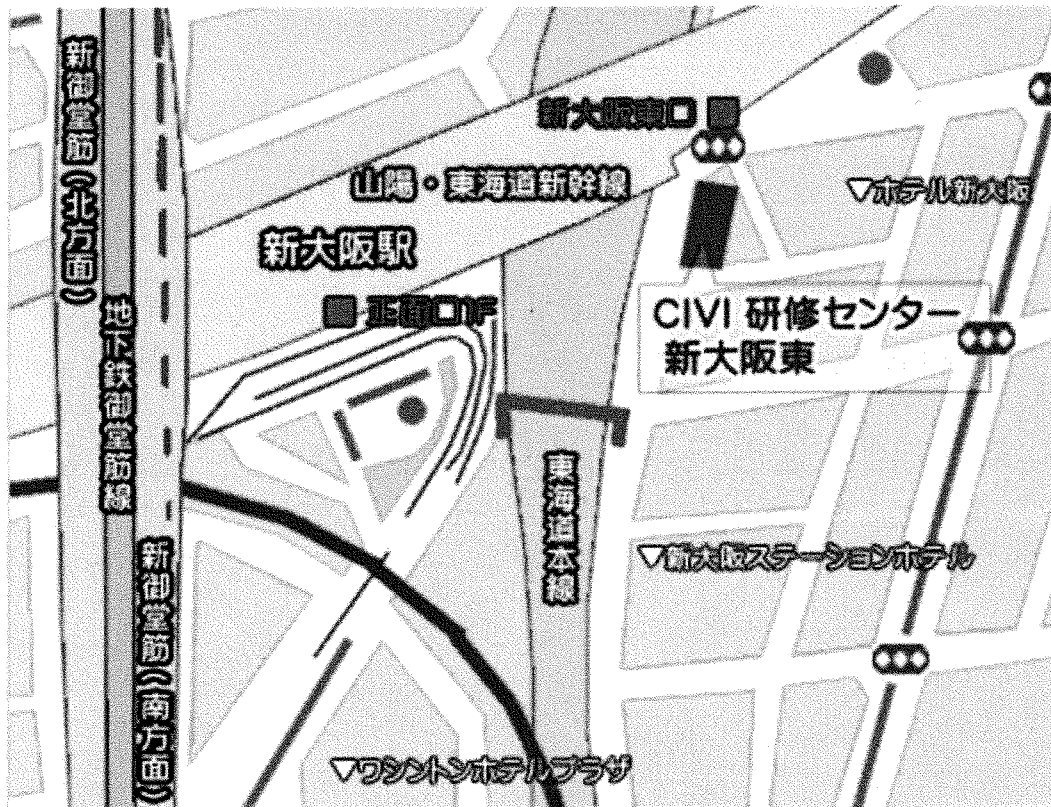 新御堂筋（北方面）
地下鉄御堂筋線
新御堂筋（南方面）
新大阪東口
山陽・東海道新幹線
新大阪駅
正面口1F
▼ホテル新大阪
CIVI 研修センター
新大阪東
東海道本線
▼新大阪ステーションホテル
▼ワシントンホテルプラザ